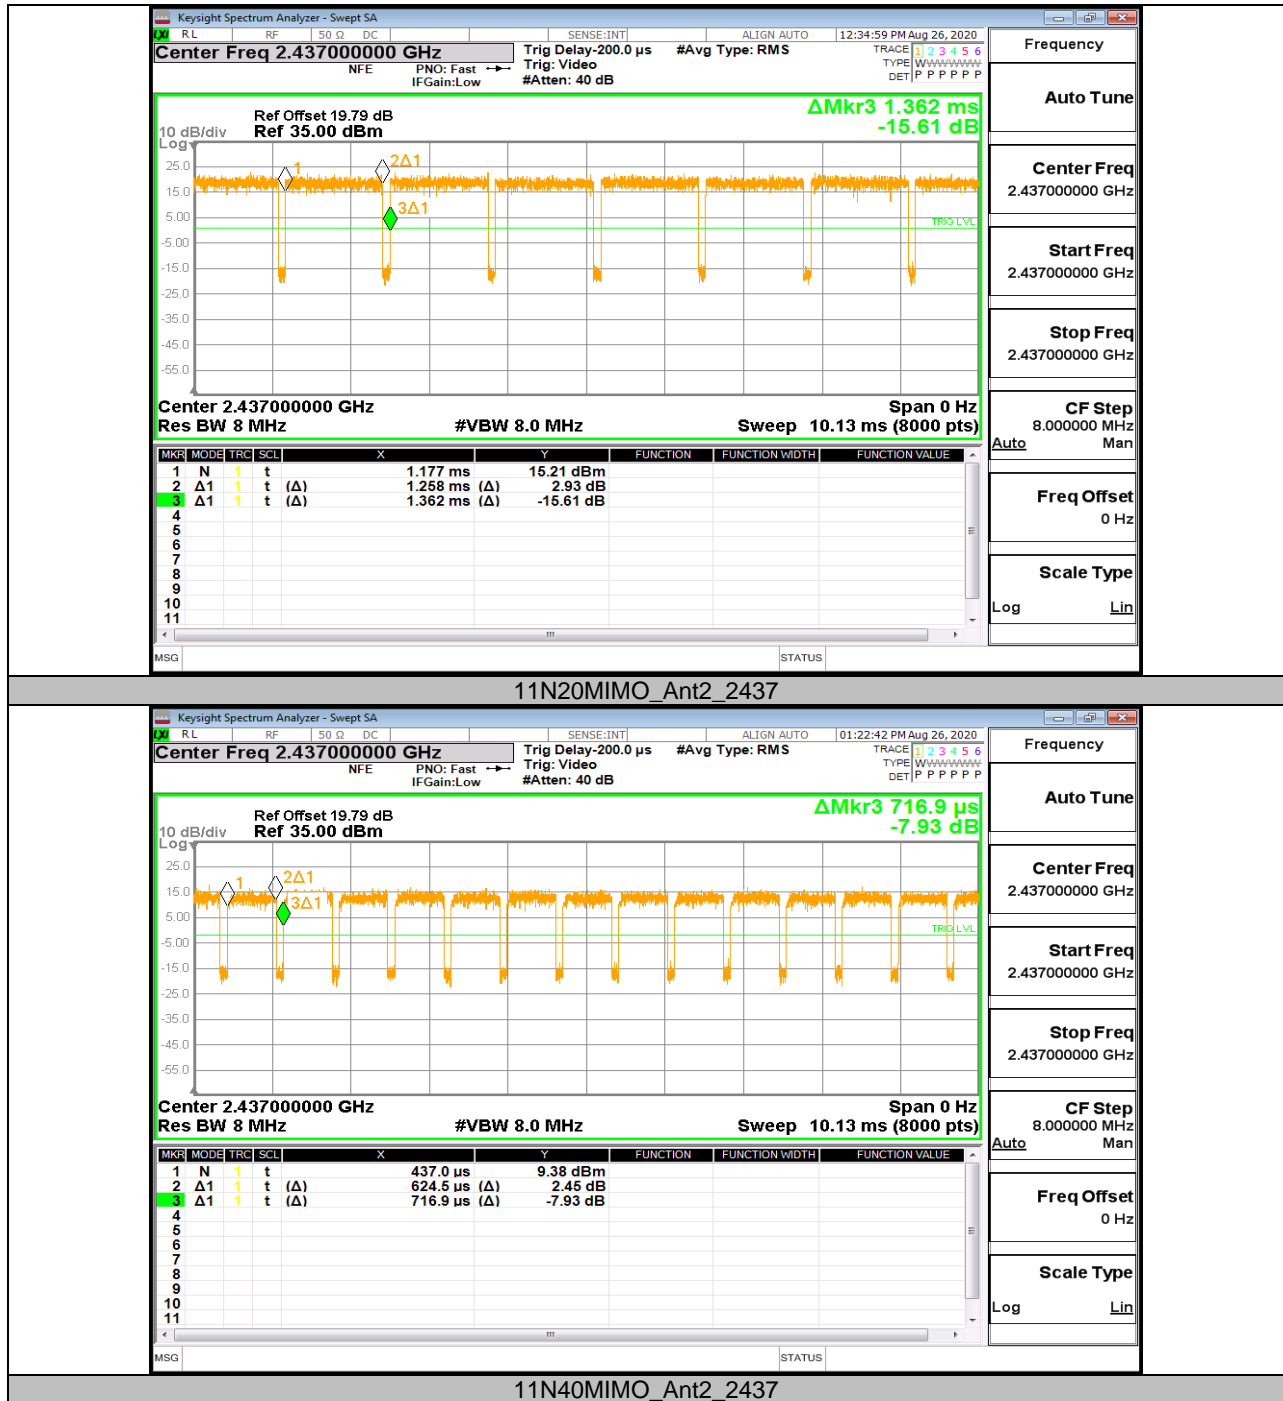 Keysight Spectrum Analyzer - Swept SA
LXI RL RF 50 Ω DC SENSE:INT ALIGN AUTO 12:34:59 PM Aug 26, 2020
Center Freq 2.437000000 GHz
NFE PNO: Fast IFGain:Low
Trig Delay-200.0 µs #Avg Type: RMS
Trig: Video
#Atten: 40 dB
TRACE 1 2 3 4 5 6
TYPE WWWWWW
DET P P P P P P
Ref Offset 19.79 dB
10 dB/div Ref 35.00 dBm
Log
ΔMkr3 1.362 ms
-15.61 dB
25.0
15.0
5.00
-5.00
-15.0
-25.0
-35.0
-45.0
-55.0
1
2Δ1
3Δ1
TRIG LVL
Center 2.437000000 GHz Span 0 Hz
Res BW 8 MHz #VBW 8.0 MHz Sweep 10.13 ms (8000 pts)
MKR MODE TRC SCL X Y FUNCTION FUNCTION WIDTH FUNCTION VALUE
1 N 1 t 1.177 ms 15.21 dBm
2 Δ1 1 t (Δ) 1.258 ms (Δ) 2.93 dB
3 Δ1 1 t (Δ) 1.362 ms (Δ) -15.61 dB
4
5
6
7
8
9
10
11
MSG STATUS
Frequency
Auto Tune
Center Freq
2.437000000 GHz
Start Freq
2.437000000 GHz
Stop Freq
2.437000000 GHz
CF Step
8.000000 MHz
Auto Man
Freq Offset
0 Hz
Scale Type
Log Lin
11N20MIMO_Ant2_2437
Keysight Spectrum Analyzer - Swept SA
LXI RL RF 50 Ω DC SENSE:INT ALIGN AUTO 01:22:42 PM Aug 26, 2020
Center Freq 2.437000000 GHz
NFE PNO: Fast IFGain:Low
Trig Delay-200.0 µs #Avg Type: RMS
Trig: Video
#Atten: 40 dB
TRACE 1 2 3 4 5 6
TYPE WWWWWW
DET P P P P P P
Ref Offset 19.79 dB
10 dB/div Ref 35.00 dBm
Log
ΔMkr3 716.9 µs
-7.93 dB
25.0
15.0
5.00
-5.00
-15.0
-25.0
-35.0
-45.0
-55.0
1
2Δ1
3Δ1
TRIG LVL
Center 2.437000000 GHz Span 0 Hz
Res BW 8 MHz #VBW 8.0 MHz Sweep 10.13 ms (8000 pts)
MKR MODE TRC SCL X Y FUNCTION FUNCTION WIDTH FUNCTION VALUE
1 N 1 t 437.0 µs 9.38 dBm
2 Δ1 1 t (Δ) 624.5 µs (Δ) 2.45 dB
3 Δ1 1 t (Δ) 716.9 µs (Δ) -7.93 dB
4
5
6
7
8
9
10
11
MSG STATUS
Frequency
Auto Tune
Center Freq
2.437000000 GHz
Start Freq
2.437000000 GHz
Stop Freq
2.437000000 GHz
CF Step
8.000000 MHz
Auto Man
Freq Offset
0 Hz
Scale Type
Log Lin
11N40MIMO_Ant2_2437